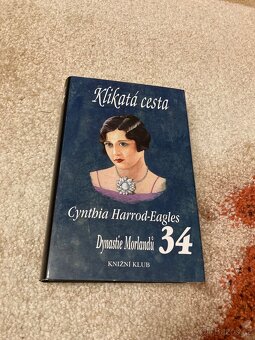 Klikatá cesta
Cynthia Harrod-Eagles
Dynastie Morlandů 34
KNIŽNÍ KLUB